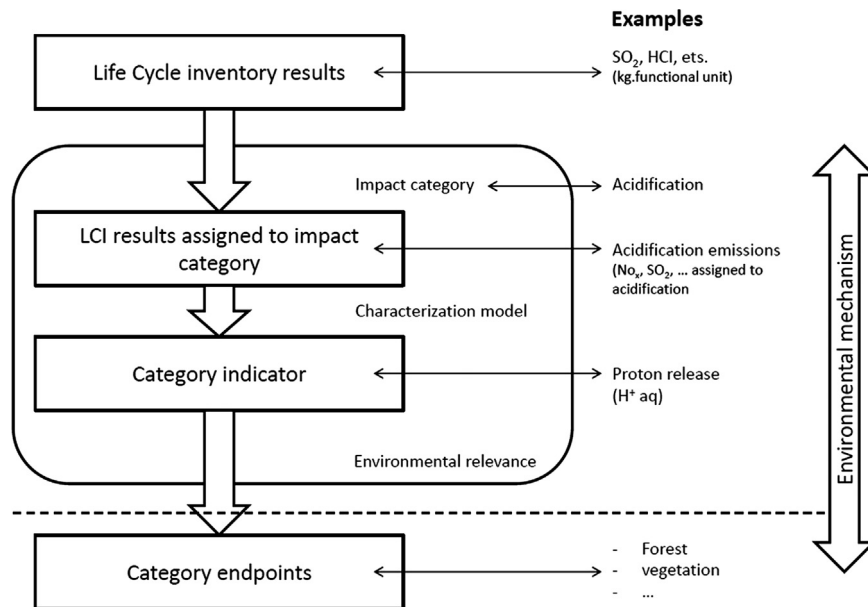 Examples
Life Cycle inventory results
SO₂, HCI, ets.
(kg.functional unit)
Impact category
Acidification
LCI results assigned to impact
category
Acidification emissions
(Noₓ, SO₂, ... assigned to
acidification
Characterization model
Category indicator
Proton release
(H⁺ aq)
Environmental relevance
Environmental mechanism
Category endpoints
- Forest
- vegetation
- ...